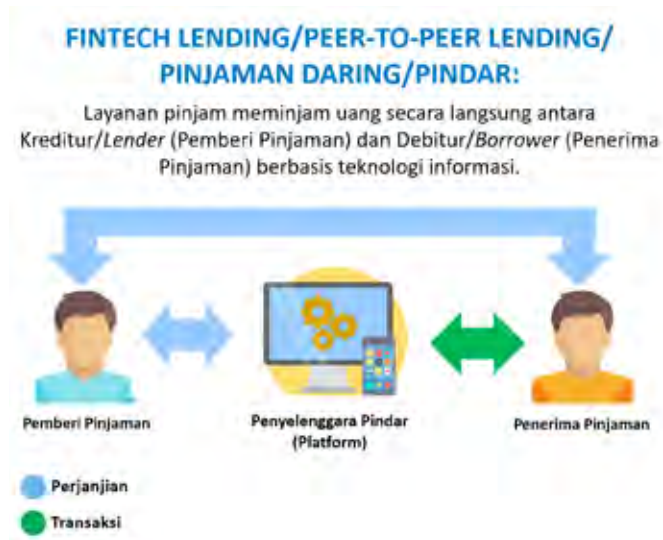 FINTECH LENDING/PEER-TO-PEER LENDING/
PINJAMAN DARING/PINDAR:
Layanan pinjam meminjam uang secara langsung antara
Kreditur/Lender (Pemberi Pinjaman) dan Debitur/Borrower (Penerima
Pinjaman) berbasis teknologi informasi.
Pemberi Pinjaman
Penyelenggara Pindar
(Platform)
Penerima Pinjaman
Perjanjian
Transaksi